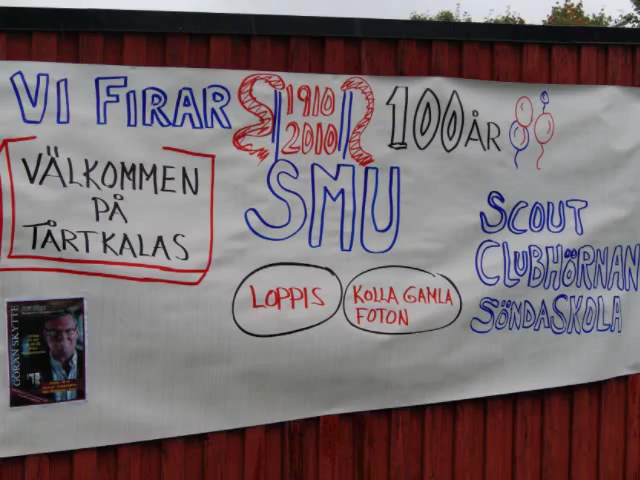 VI FIRAR
1910
2010
100 ÅR
VÄLKOMMEN
PÅ
TÅRTKALAS
SMU
LOPPIS
KOLLA GAMLA
FOTON
SCOUT
CLUBHÖRNAN
SÖNDASKOLA
GÖRAN SKYTTE